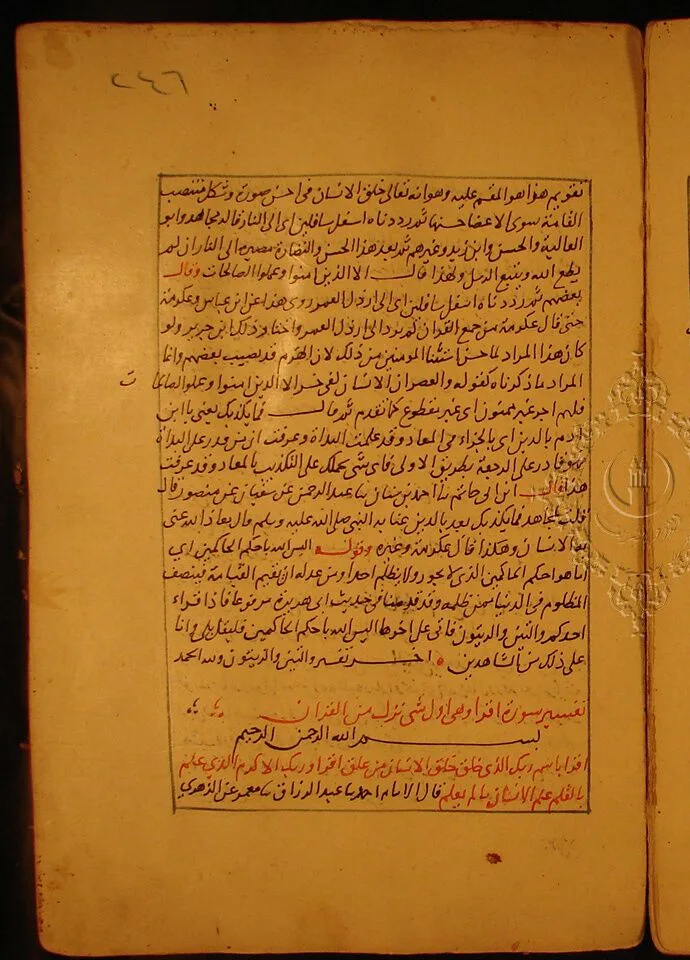 ٢٤٦
تقويم هذا هو المقسم عليه وهو انه تعالى خلق الانسان في احسن صورة وشكل منتصب
القامة سوى الاعضا حسنها ثم رددناه اسفل سافلين اي الى النار قاله مجاهد وابو
العالية والحسن وابن زيد وغيرهم ثم بعد هذا الحسن والنضارة مصيره الى النار ان لم
يطع الله ويتبع الرسل ولهذا قال الا الذين امنوا وعملوا الصالحات وقال
بعضهم ثم رددناه اسفل سافلين اي الى ارذل العمر روى هذا عن ابن عباس وعكرمة
حتى قال عكرمة من جمع القران لم يرد الى ارذل العمر واختار ذلك ابن جرير ولو
كان هذا المراد لما حسن استثنا المومنين من ذلك لان الهرم قد يصيب بعضهم وانما
المراد ما ذكرناه كقوله والعصر ان الانسان لفي خسر الا الذين امنوا وعملوا الصالحات
فلهم اجر غير ممنون اي غير مقطوع كما تقدم ثم قال فما يكذبك يعني يا ابن
ادم بالدين اي بالجزاء في المعاد وقد علمت البداة وعرفت ان من قدر على البداة
فهو قادر على الرجعة بطريق الاولى فاي شي يحملك على التكذيب بالمعاد وقد عرفت
هذا قال ابن ابي حاتم ثنا احمد بن سنان ثنا عبد الرحمن عن سفيان عن منصور قال
قلت لمجاهد فما يكذبك بعد بالدين عنا به النبي صلى الله عليه وسلم قال معاذ الله عنى
به الانسان وهكذا قال عكرمة وغيره وقوله اليس الله باحكم الحاكمين اي
اما هو احكم الحاكمين الذي لا يجور ولا يظلم احدا ومن عدله ان يقيم القيامة فينصف
المظلوم في الدنيا ممن ظلمه وقد قدمنا في حديث ابي هريرة مرفوعا فاذا قراء
احدكم والتين والزيتون فاتى على اخرها اليس الله باحكم الحاكمين فليقل بلى وانا
على ذلك من الشاهدين اخر تفسير والتين والزيتون ولله الحمد
تفسير سورة اقرا وهي اول شي نزل من القران
بسم الله الرحمن الرحيم
اقرا باسم ربك الذي خلق خلق الانسان من علق اقرا وربك الاكرم الذي علم
بالقلم علم الانسان ما لم يعلم قال الامام احمد ثنا عبد الرزاق ثنا معمر عن الزهري